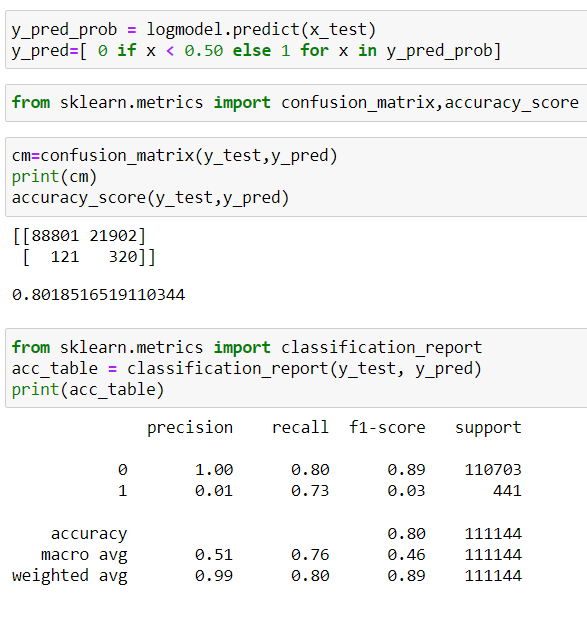 y_pred_prob = logmodel.predict(x_test)
y_pred=[ 0 if x < 0.50 else 1 for x in y_pred_prob]
from sklearn.metrics import confusion_matrix,accuracy_score
cm=confusion_matrix(y_test,y_pred)
print(cm)
accuracy_score(y_test,y_pred)
[[88801 21902]
 [  121   320]]
0.8018516519110344
from sklearn.metrics import classification_report
acc_table = classification_report(y_test, y_pred)
print(acc_table)
              precision    recall  f1-score   support
           0       1.00      0.80      0.89    110703
           1       0.01      0.73      0.03       441
    accuracy                           0.80    111144
   macro avg       0.51      0.76      0.46    111144
weighted avg       0.99      0.80      0.89    111144